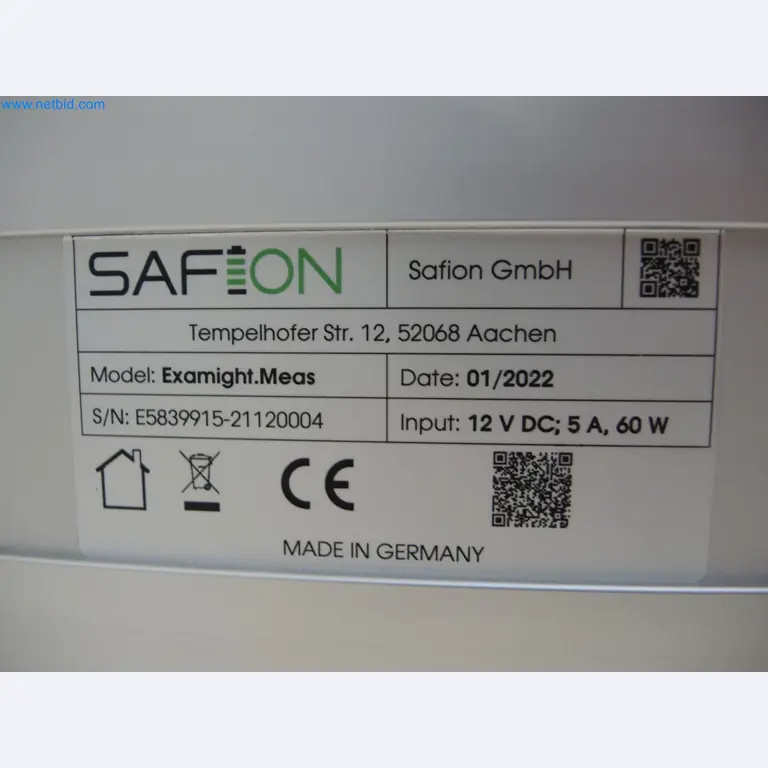 www.netbid.com
SAFION
Safion GmbH
Tempelhofer Str. 12, 52068 Aachen
Model: Examight.Meas
Date: 01/2022
S/N: E5839915-21120004
Input: 12 V DC; 5 A, 60 W
CE
MADE IN GERMANY